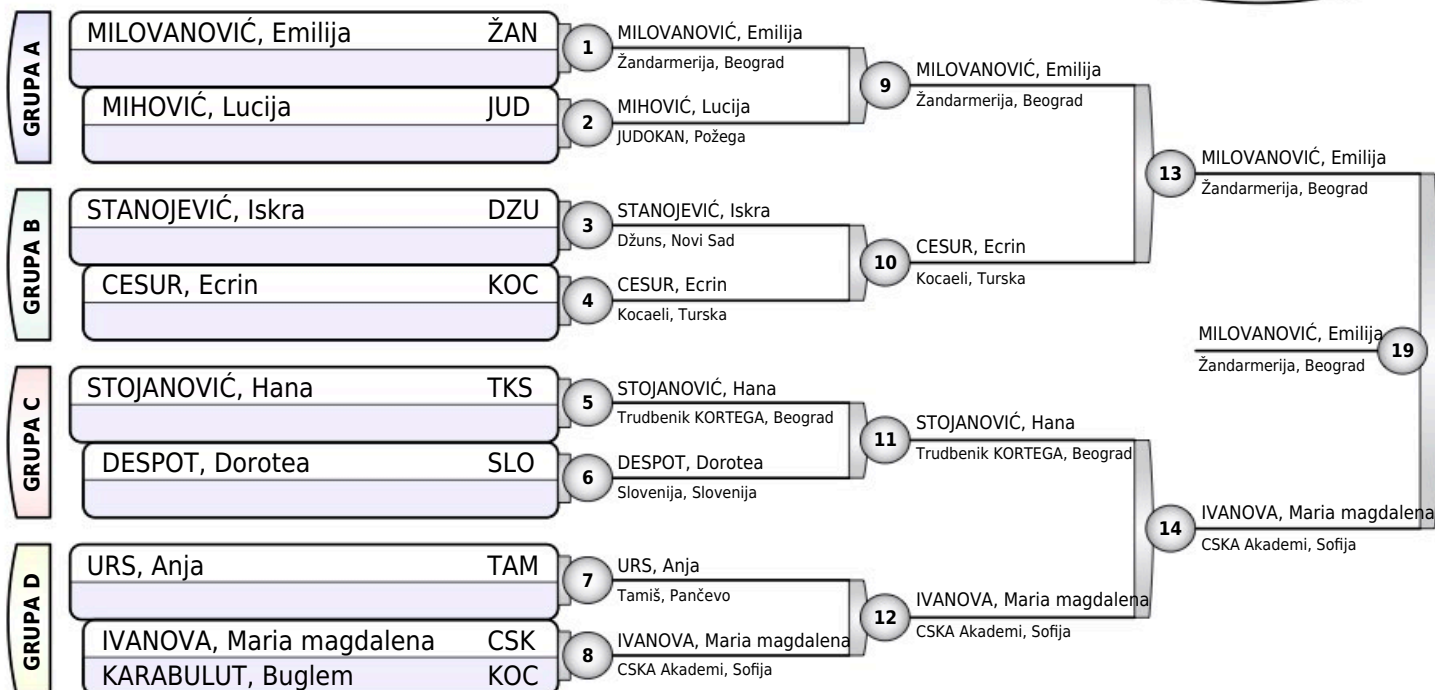 GRUPA A
MILOVANOVIĆ, Emilija ŽAN
MIHOVIĆ, Lucija JUD
GRUPA B
STANOJEVIĆ, Iskra DZU
CESUR, Ecrin KOC
GRUPA C
STOJANOVIĆ, Hana TKS
DESPOT, Dorotea SLO
GRUPA D
URS, Anja TAM
IVANOVA, Maria magdalena CSK
KARABULUT, Buglem KOC
1
MILOVANOVIĆ, Emilija
Žandarmerija, Beograd
2
MIHOVIĆ, Lucija
JUDOKAN, Požega
3
STANOJEVIĆ, Iskra
Džuns, Novi Sad
4
CESUR, Ecrin
Kocaeli, Turska
5
STOJANOVIĆ, Hana
Trudbenik KORTEGA, Beograd
6
DESPOT, Dorotea
Slovenija, Slovenija
7
URS, Anja
Tamiš, Pančevo
8
IVANOVA, Maria magdalena
CSKA Akademi, Sofija
9
MILOVANOVIĆ, Emilija
Žandarmerija, Beograd
10
CESUR, Ecrin
Kocaeli, Turska
11
STOJANOVIĆ, Hana
Trudbenik KORTEGA, Beograd
12
IVANOVA, Maria magdalena
CSKA Akademi, Sofija
13
MILOVANOVIĆ, Emilija
Žandarmerija, Beograd
14
IVANOVA, Maria magdalena
CSKA Akademi, Sofija
MILOVANOVIĆ, Emilija
Žandarmerija, Beograd
19